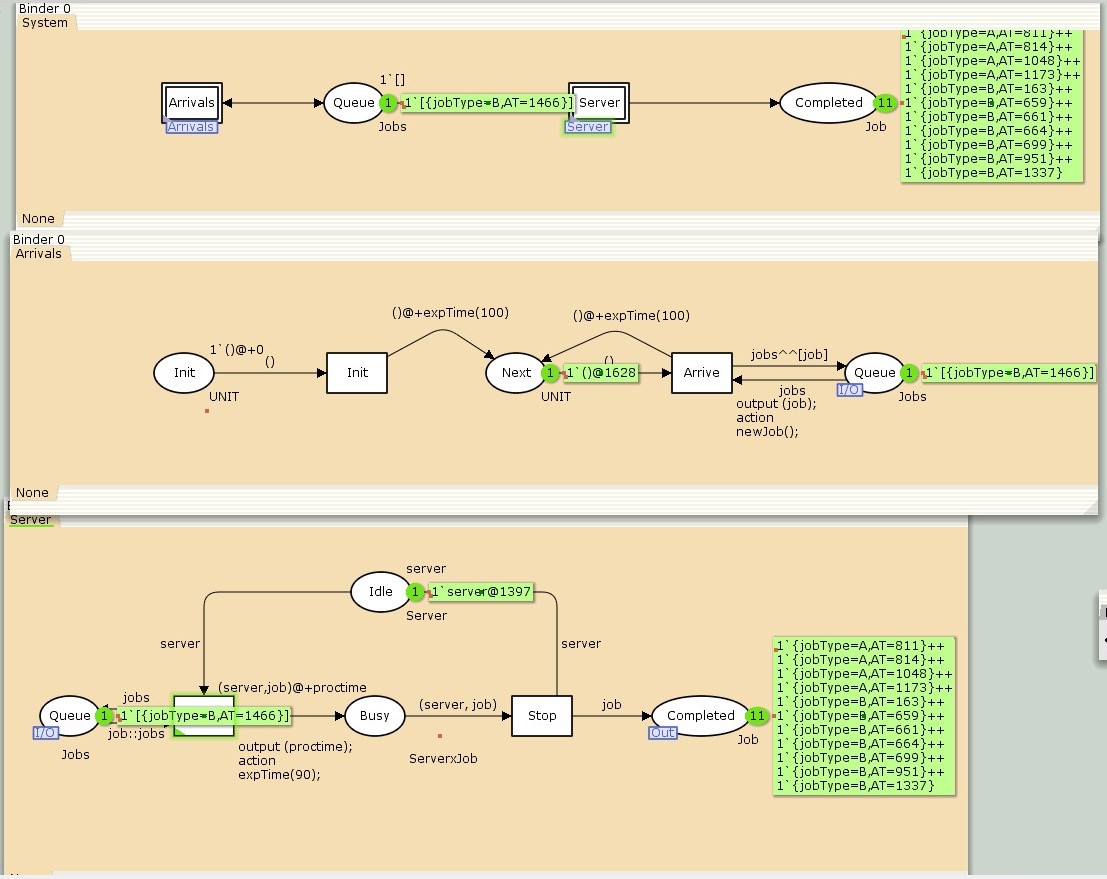 Binder 0
System
1`[]
Arrivals
Arrivals
Queue
1
1`[{jobType=B,AT=1466}]
Jobs
Server
Server
Completed
11
Job
1`{jobType=A,AT=811}++
1`{jobType=A,AT=814}++
1`{jobType=A,AT=1048}++
1`{jobType=A,AT=1173}++
1`{jobType=B,AT=163}++
1`{jobType=B,AT=659}++
1`{jobType=B,AT=661}++
1`{jobType=B,AT=664}++
1`{jobType=B,AT=699}++
1`{jobType=B,AT=951}++
1`{jobType=B,AT=1337}
None
Binder 0
Arrivals
()@+expTime(100)
()@+expTime(100)
1`()@+0
()
Init
UNIT
Init
Next
1
1`()@1628
()
UNIT
Arrive
jobs^^[job]
jobs
output (job);
action
newJob();
Queue
I/O
1
1`[{jobType=B,AT=1466}]
Jobs
None
Server
server
Idle
1
1`server@1397
Server
server
server
(server,job)@+proctime
jobs
Queue
I/O
1
1`[{jobType=B,AT=1466}]
job::jobs
Jobs
output (proctime);
action
expTime(90);
Busy
(server, job)
ServerxJob
Stop
job
Completed
Out
11
Job
1`{jobType=A,AT=811}++
1`{jobType=A,AT=814}++
1`{jobType=A,AT=1048}++
1`{jobType=A,AT=1173}++
1`{jobType=B,AT=163}++
1`{jobType=B,AT=659}++
1`{jobType=B,AT=661}++
1`{jobType=B,AT=664}++
1`{jobType=B,AT=699}++
1`{jobType=B,AT=951}++
1`{jobType=B,AT=1337}